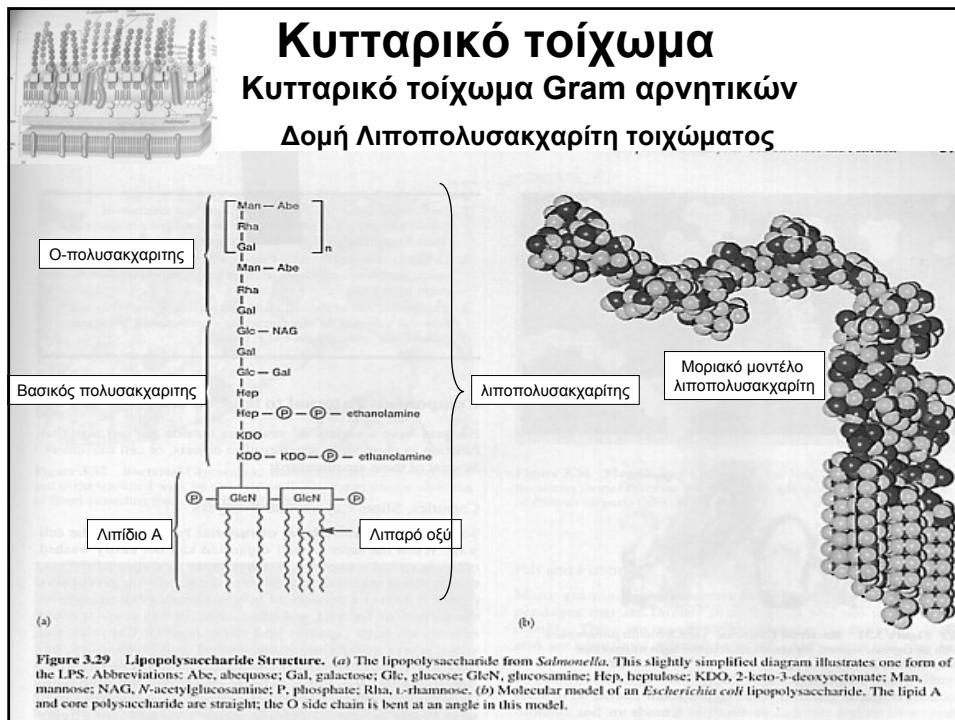 Κυτταρικό τοίχωμα
Κυτταρικό τοίχωμα Gram αρνητικών
Δομή Λιποπολυσακχαρίτη τοιχώματος
Man — Abe
Rha
Gal
n
Man — Abe
Rha
Gal
Glc — NAG
Gal
Glc — Gal
Hep
Hep — P — P — ethanolamine
KDO
KDO — KDO — P — ethanolamine
P — GlcN GlcN — P
Ο-πολυσακχαριτης
Βασικός πολυσακχαριτης
Λιπίδιο Α
Λιπαρό οξύ
λιποπολυσακχαρίτης
Μοριακό μοντέλο
λιποπολυσακχαρίτη
(a)
(b)
Figure 3.29 Lipopolysaccharide Structure. (a) The lipopolysaccharide from Salmonella. This slightly simplified diagram illustrates one form of
the LPS. Abbreviations: Abe, abequose; Gal, galactose; Glc, glucose; GlcN, glucosamine; Hep, heptulose; KDO, 2-keto-3-deoxyoctonate; Man,
mannose; NAG, N-acetylglucosamine; P, phosphate; Rha, L-rhamnose. (b) Molecular model of an Escherichia coli lipopolysaccharide. The lipid A
and core polysaccharide are straight; the O side chain is bent at an angle in this model.